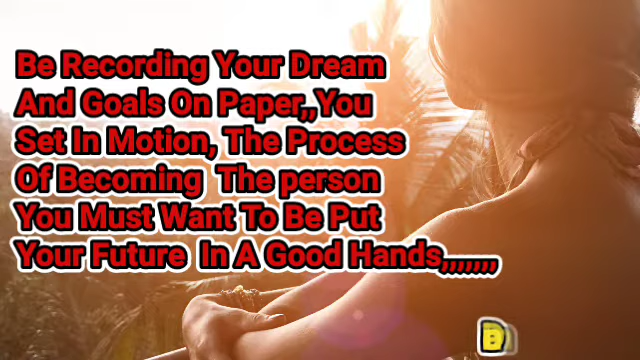 Be Recording Your Dream
And Goals On Paper,,You
Set In Motion, The Process
Of Becoming  The person
You Must Want To Be Put
Your Future  In A Good Hands,,,,,,,